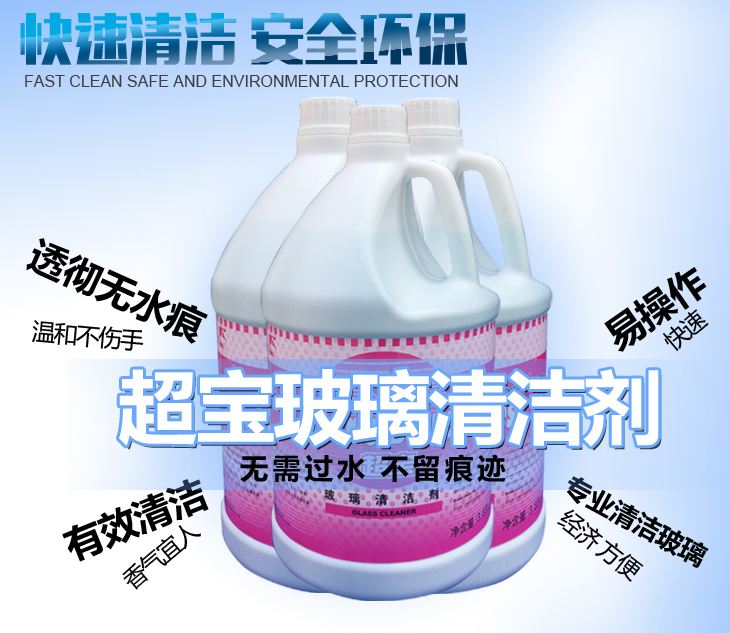 快速清洁 安全环保
FAST CLEAN SAFE AND ENVIRONMENTAL PROTECTION
透彻无水痕
温和不伤手
易操作
快速
超宝玻璃清洁剂
无需过水 不留痕迹
玻璃清洁剂
GLASS CLEANER
净含量
有效清洁
香气宜人
专业清洁玻璃
经济方便